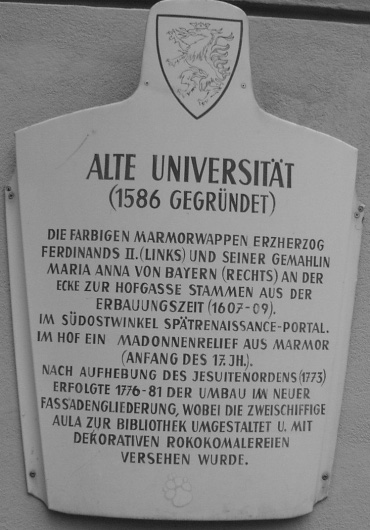 ALTE UNIVERSITÄT
(1586 GEGRÜNDET)
DIE FARBIGEN MARMORWAPPEN ERZHERZOG
FERDINANDS II.(LINKS) UND SEINER GEMAHLIN
MARIA ANNA VON BAYERN (RECHTS) AN DER
ECKE ZUR HOFGASSE STAMMEN AUS DER
ERBAUUNGSZEIT (1607-09).
IM SÜDOSTWINKEL SPÄTRENAISSANCE-PORTAL.
IM HOF EIN MADONNENRELIEF AUS MARMOR
(ANFANG DES 17. JH.).
NACH AUFHEBUNG DES JESUITENORDENS (1773)
ERFOLGTE 1776-81 DER UMBAU IM NEUER
FASSADENGLIEDERUNG, WOBEI DIE ZWEISCHIFFIGE
AULA ZUR BIBLIOTHEK UMGESTALTET U. MIT
DEKORATIVEN ROKOKOMALEREIEN
VERSEHEN WURDE.